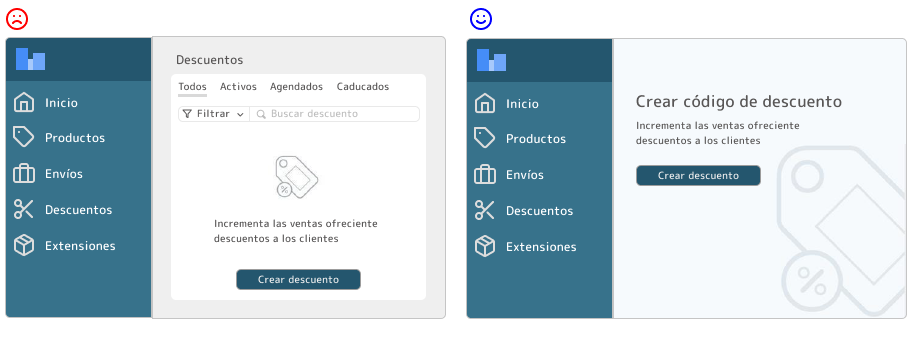 Descuentos
Inicio
Productos
Envíos
Descuentos
Extensiones
Todos Activos Agendados Caducados
Filtrar Buscar descuento
Incrementa las ventas ofreciente
descuentos a los clientes
Crear descuento
Inicio
Productos
Envíos
Descuentos
Extensiones
Crear código de descuento
Incrementa las ventas ofreciente
descuentos a los clientes
Crear descuento